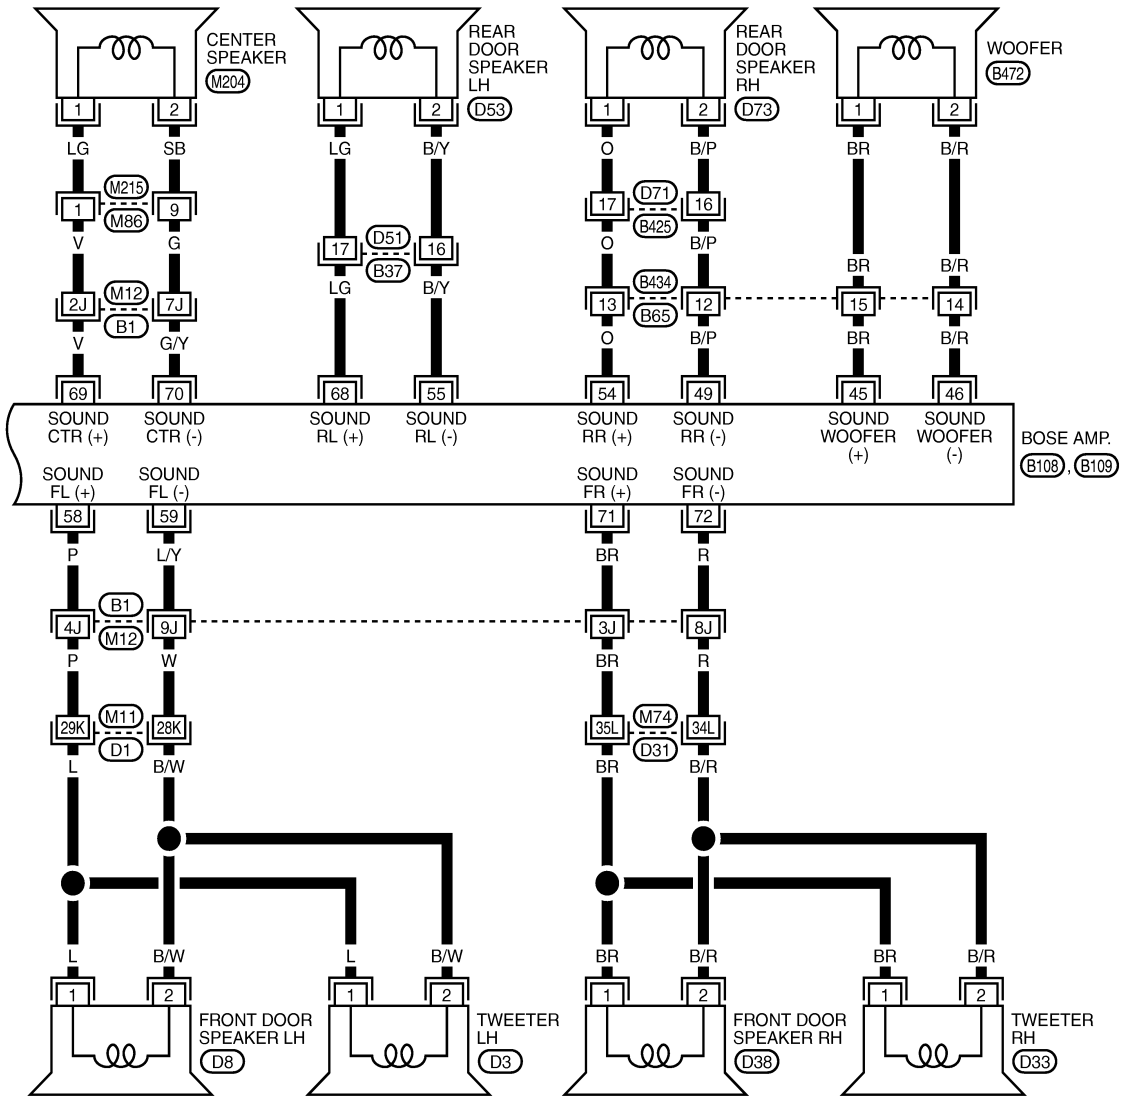 CENTER
SPEAKER
M204
REAR
DOOR
SPEAKER
LH
D53
REAR
DOOR
SPEAKER
RH
D73
WOOFER
B472
1 2 1 2 1 2 1 2
LG SB LG B/Y O B/P BR B/R
1 M215 9
M86
17 D71 16
B425
V G
O B/P
17 D51 16
B37
BR B/R
LG B/Y
2J M12 7J
B1
13 B434 12 15 14
B65
V G/Y O B/P BR B/R
69 70 68 55 54 49 45 46
SOUND
CTR (+)
SOUND
CTR (-)
SOUND
RL (+)
SOUND
RL (-)
SOUND
RR (+)
SOUND
RR (-)
SOUND
WOOFER
(+)
SOUND
WOOFER
(-)
BOSE AMP.
B108 , B109
SOUND
FL (+)
SOUND
FL (-)
SOUND
FR (+)
SOUND
FR (-)
58 59 71 72
P L/Y BR R
4J B1 9J 3J 8J
M12
P W BR R
29K M11 28K 35L M74 34L
D1 D31
L B/W BR B/R
L B/W L B/W BR B/R BR B/R
1 2 1 2 1 2 1 2
FRONT DOOR
SPEAKER LH
D8
TWEETER
LH
D3
FRONT DOOR
SPEAKER RH
D38
TWEETER
RH
D33